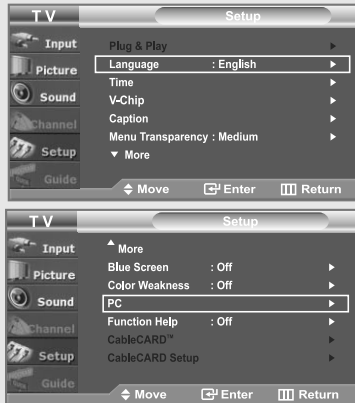 TV
Setup
Input
Picture
Sound
Channel
Setup
Guide
Plug & Play
Language : English
Time
V-Chip
Caption
Menu Transparency : Medium
▼ More
Move Enter Return
TV
Setup
Input
Picture
Sound
Channel
Setup
Guide
▲ More
Blue Screen : Off
Color Weakness : Off
PC
Function Help : Off
CableCARD™
CableCARD Setup
Move Enter Return